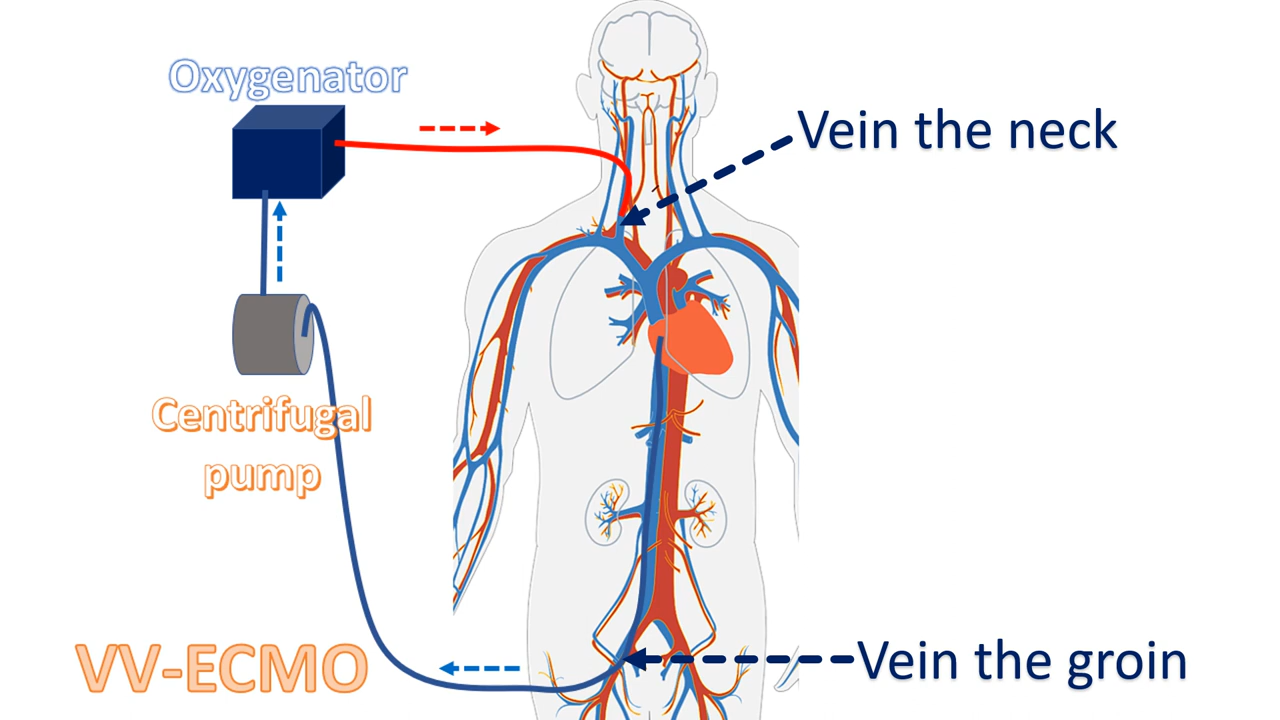 Oxygenator
Vein the neck
Centrifugal
pump
VV-ECMO
Vein the groin